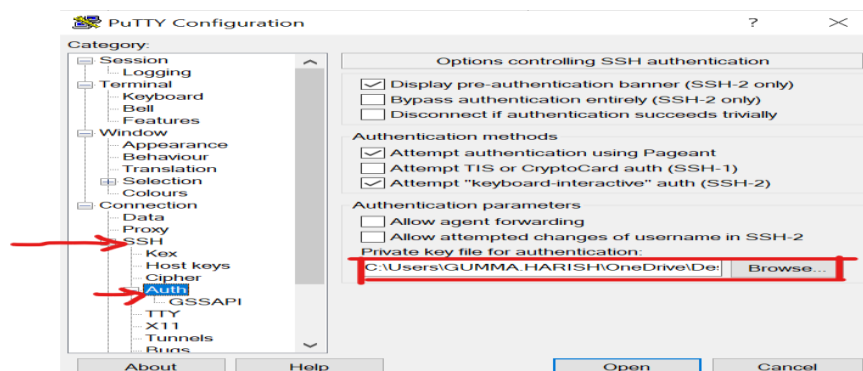 PuTTY Configuration
?
Category:
Session
Logging
Terminal
Keyboard
Bell
Features
Window
Appearance
Behaviour
Translation
Selection
Colours
Connection
Data
Proxy
SSH
Kex
Host keys
Cipher
Auth
GSSAPI
TTY
X11
Tunnels
Bugs
Options controlling SSH authentication
Display pre-authentication banner (SSH-2 only)
Bypass authentication entirely (SSH-2 only)
Disconnect if authentication succeeds trivially
Authentication methods
Attempt authentication using Pageant
Attempt TIS or CryptoCard auth (SSH-1)
Attempt "keyboard-interactive" auth (SSH-2)
Authentication parameters
Allow agent forwarding
Allow attempted changes of username in SSH-2
Private key file for authentication:
C:\Users\GUMMA.HARISH\OneDrive\De: Browse...
About Help Open Cancel